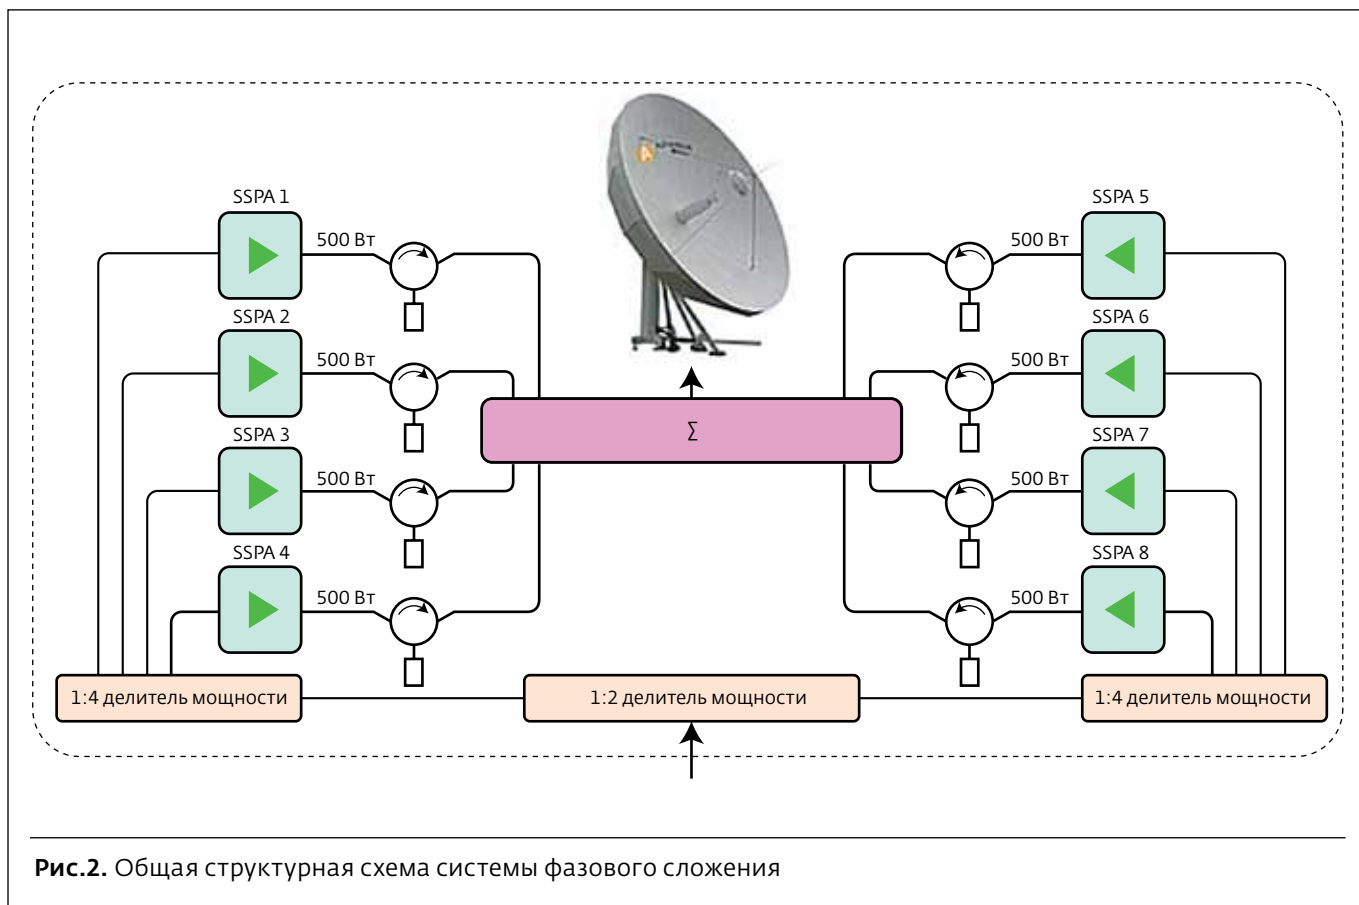 SSPA 1
500 Вт
SSPA 2
500 Вт
SSPA 3
500 Вт
SSPA 4
500 Вт
SSPA 5
500 Вт
SSPA 6
500 Вт
SSPA 7
500 Вт
SSPA 8
500 Вт
Σ
1:4 делитель мощности
1:2 делитель мощности
1:4 делитель мощности
Рис.2. Общая структурная схема системы фазового сложения